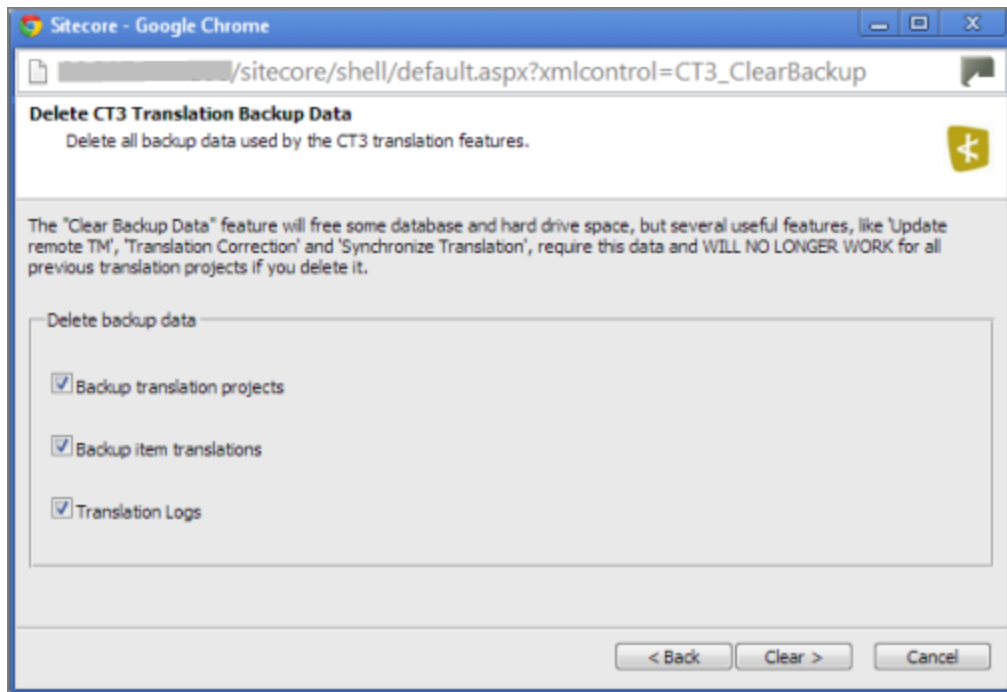 Sitecore - Google Chrome
/sitecore/shell/default.aspx?xmlcontrol=CT3_ClearBackup
Delete CT3 Translation Backup Data
Delete all backup data used by the CT3 translation features.
The "Clear Backup Data" feature will free some database and hard drive space, but several useful features, like 'Update
remote TM', 'Translation Correction' and 'Synchronize Translation', require this data and WILL NO LONGER WORK for all
previous translation projects if you delete it.
Delete backup data
Backup translation projects
Backup item translations
Translation Logs
< Back Clear > Cancel